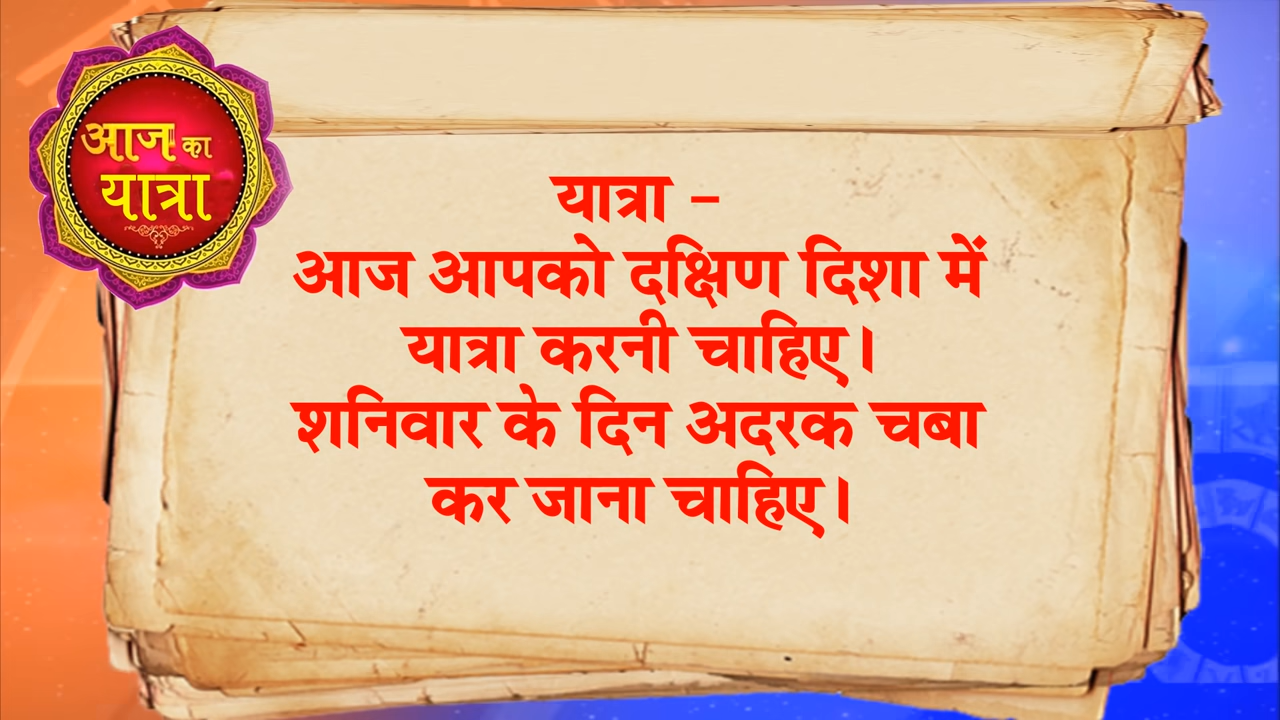 आज का
यात्रा
यात्रा -
आज आपको दक्षिण दिशा में
यात्रा करनी चाहिए।
शनिवार के दिन अदरक चबा
कर जाना चाहिए।